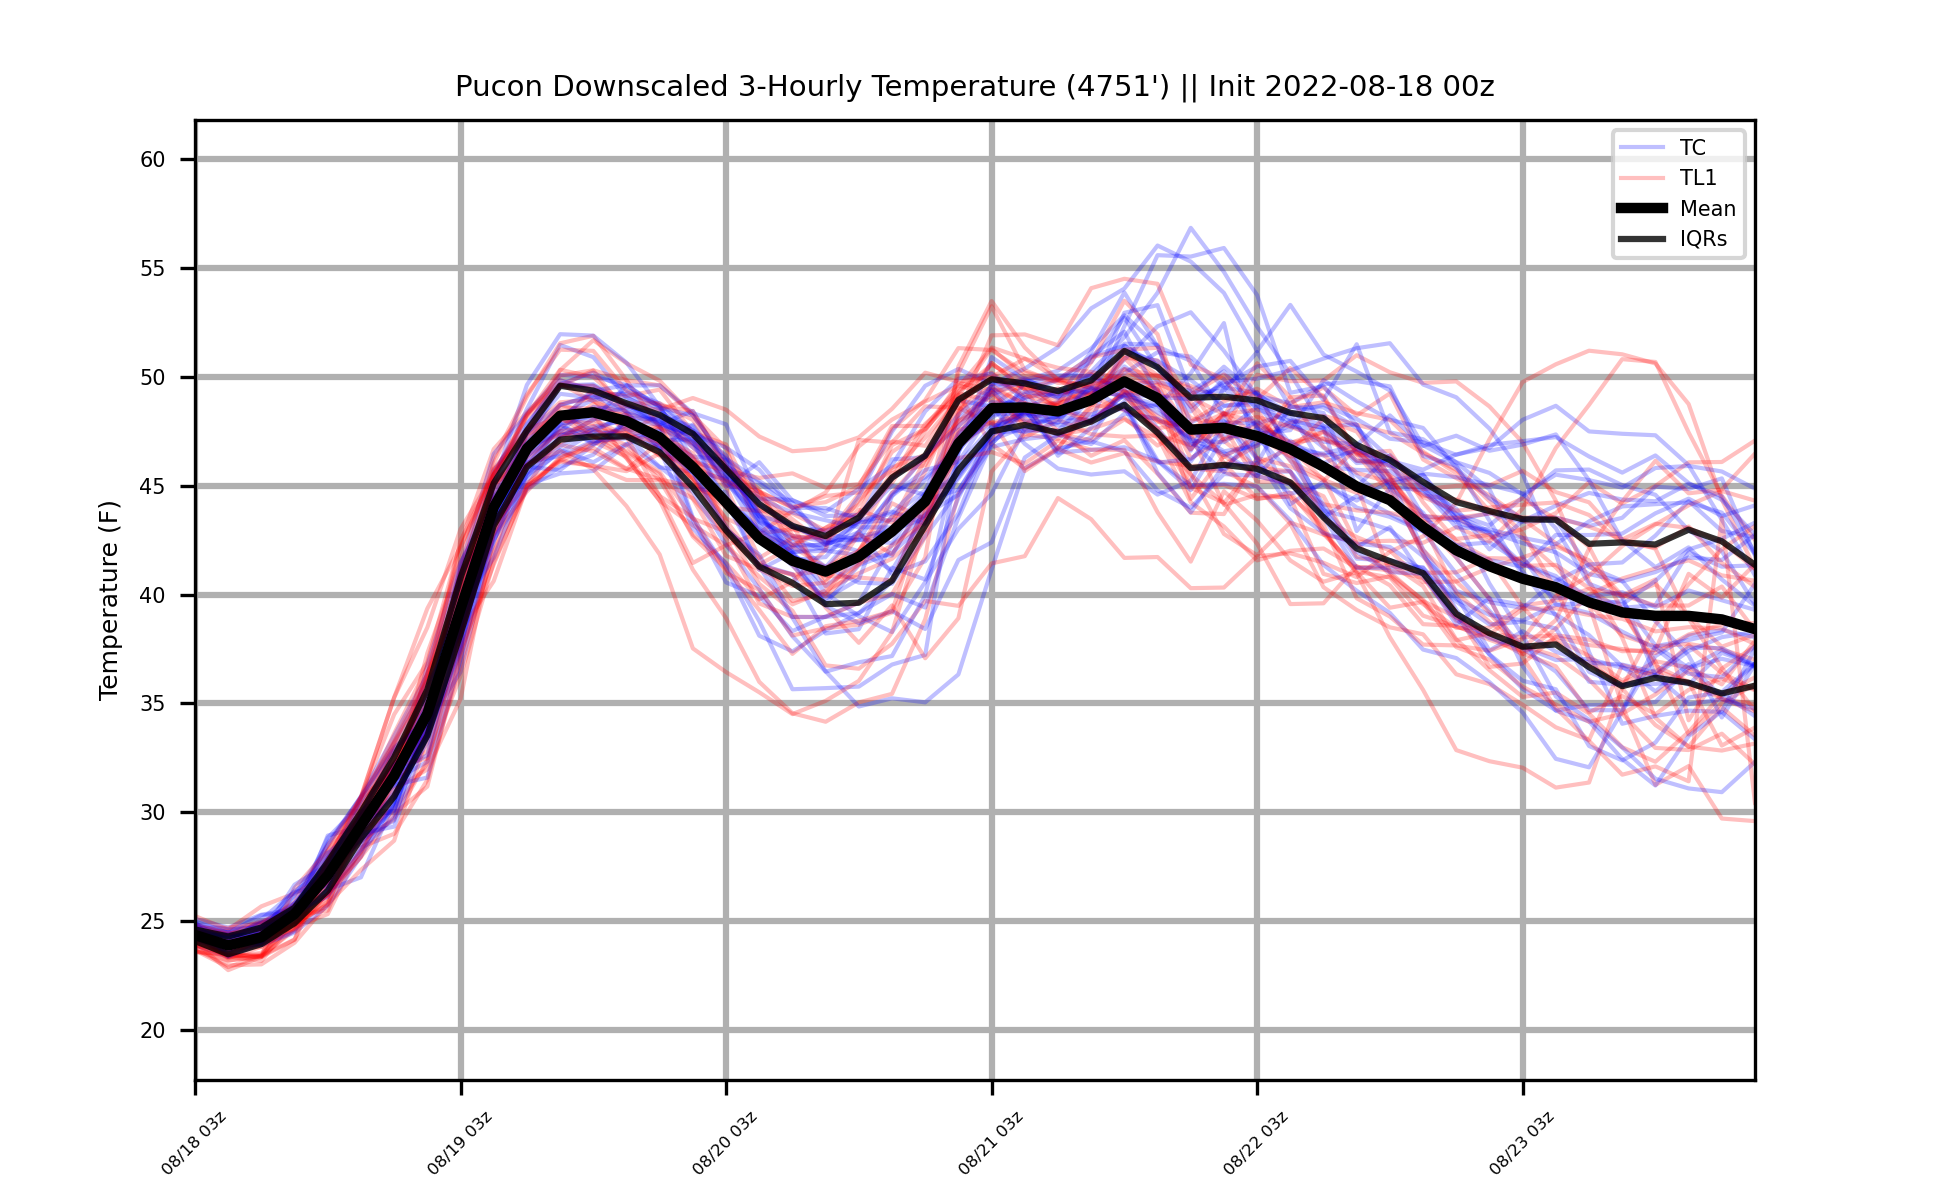 Pucon Downscaled 3-Hourly Temperature (4751') || Init 2022-08-18 00z
TC
TL1
Mean
IQRs
60
55
50
45
40
35
30
25
20
Temperature (F)
08/18 03z
08/19 03z
08/20 03z
08/21 03z
08/22 03z
08/23 03z